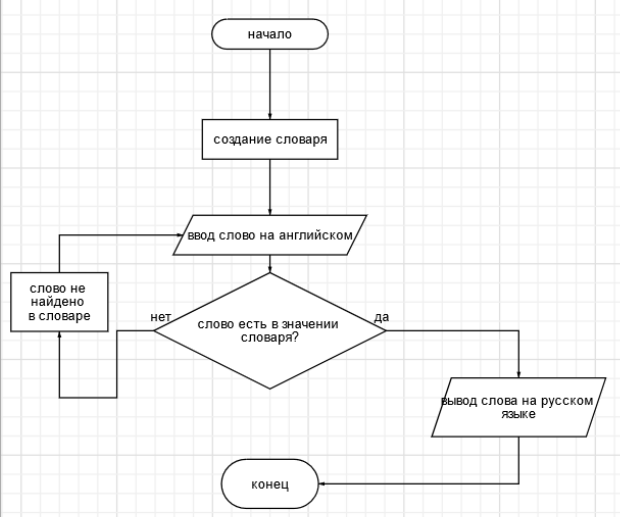 начало
создание словаря
ввод слово на английском
слово не
найдено
в словаре
нет
слово есть в значении
словаря?
да
вывод слова на русском
языке
конец